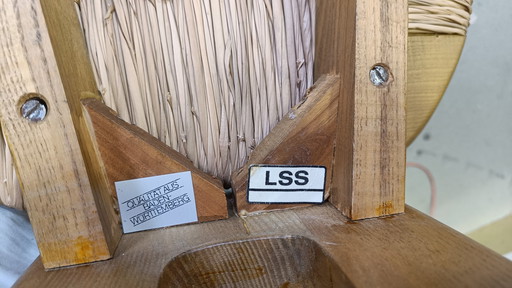 QUALITÄT AUS
BADEN
WÜRTTEMBERG
LSS